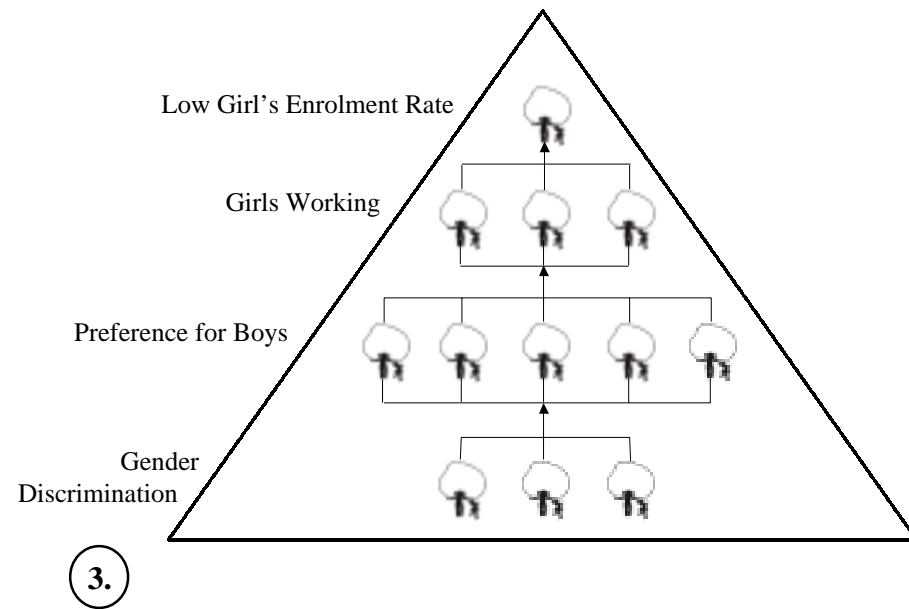 Low Girl's Enrolment Rate
Girls Working
Preference for Boys
Gender
Discrimination
3.